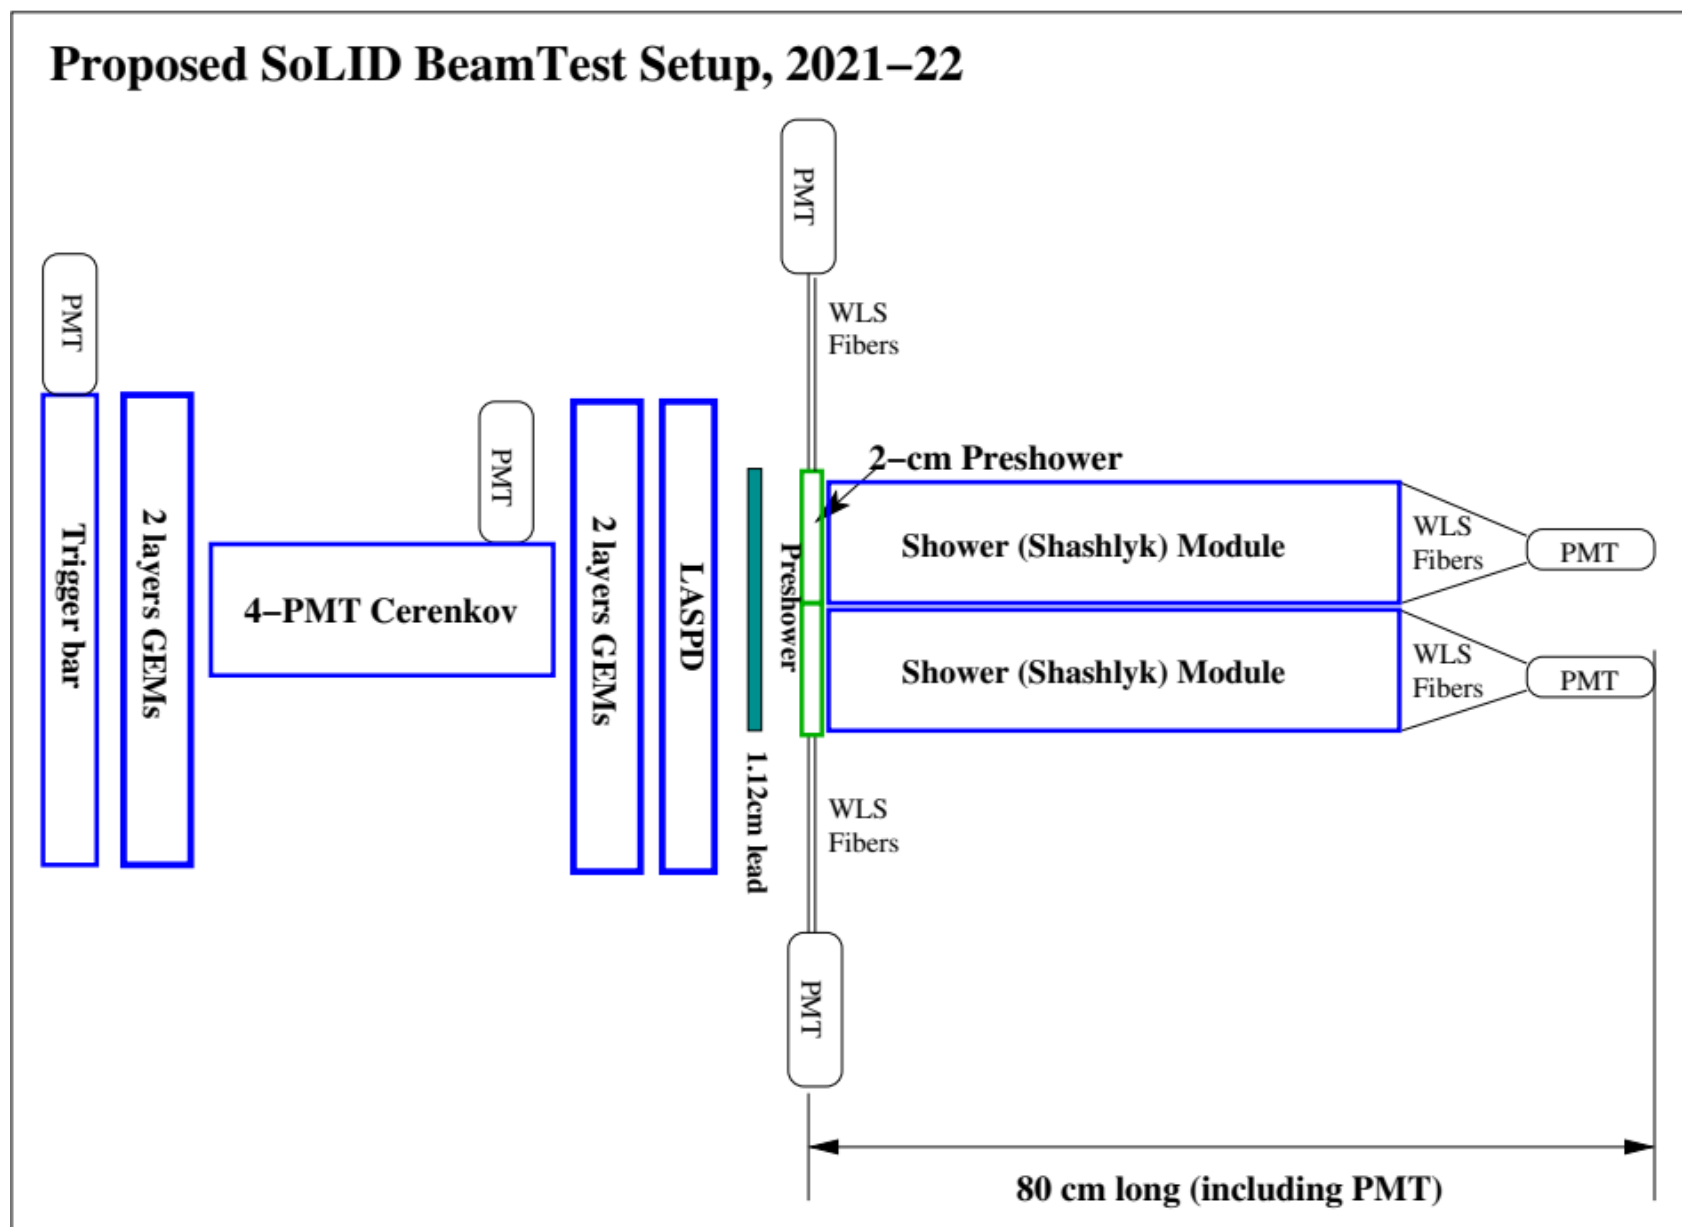 Proposed SoLID BeamTest Setup, 2021−22
PMT
WLS
Fibers
PMT
PMT
2−cm Preshower
Trigger bar
2 layers GEMs
4−PMT Cerenkov
2 layers GEMs
LASPD
1.12cm lead
Preshower
Shower (Shashlyk) Module
WLS
Fibers
PMT
Shower (Shashlyk) Module
WLS
Fibers
PMT
WLS
Fibers
PMT
80 cm long (including PMT)